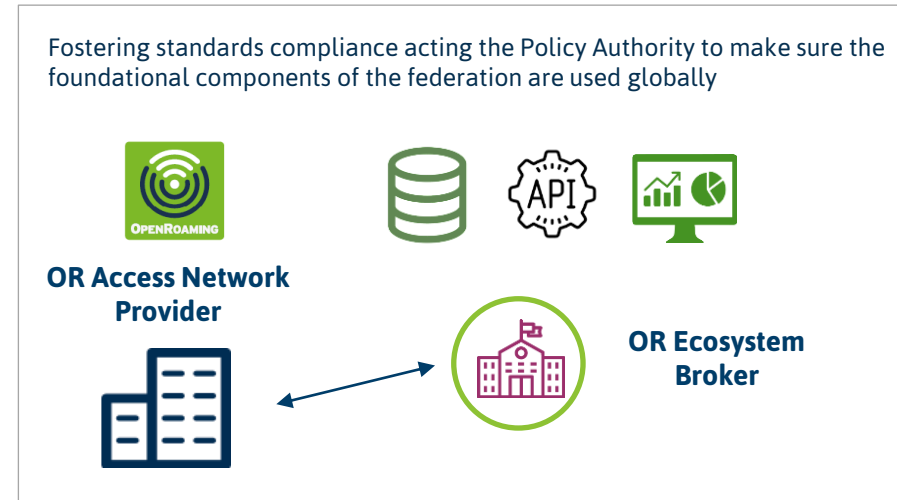 Fostering standards compliance acting the Policy Authority to make sure the
foundational components of the federation are used globally
OPENROAMING
API
OR Access Network
Provider
OR Ecosystem
Broker